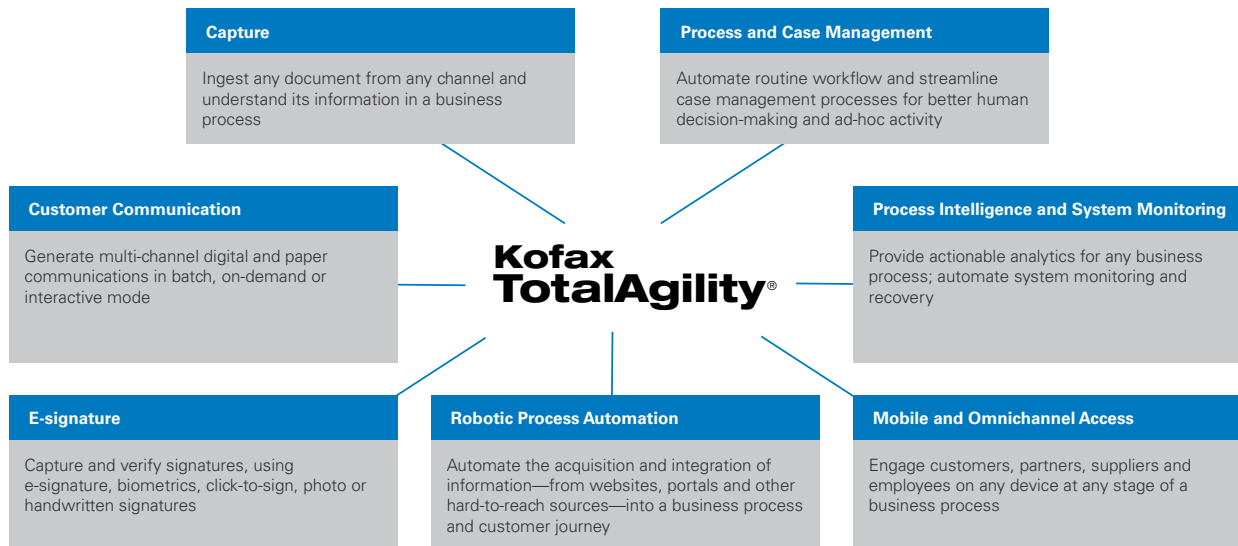 Capture
Ingest any document from any channel and
understand its information in a business
process
Process and Case Management
Automate routine workflow and streamline
case management processes for better human
decision-making and ad-hoc activity
Customer Communication
Generate multi-channel digital and paper
communications in batch, on-demand or
interactive mode
Kofax
TotalAgility®
Process Intelligence and System Monitoring
Provide actionable analytics for any business
process; automate system monitoring and
recovery
E-signature
Capture and verify signatures, using
e-signature, biometrics, click-to-sign, photo or
handwritten signatures
Robotic Process Automation
Automate the acquisition and integration of
information—from websites, portals and other
hard-to-reach sources—into a business process
and customer journey
Mobile and Omnichannel Access
Engage customers, partners, suppliers and
employees on any device at any stage of a
business process